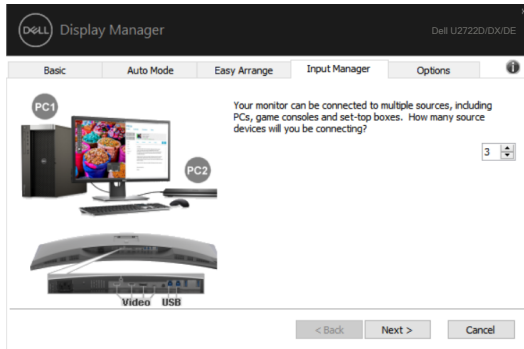 DELL Display Manager
Dell U2722D/DX/DE
Basic Auto Mode Easy Arrange Input Manager Options
PC1
Your monitor can be connected to multiple sources, including
PCs, game consoles and set-top boxes. How many source
devices will you be connecting?
3
PC2
Video USB
< Back Next > Cancel